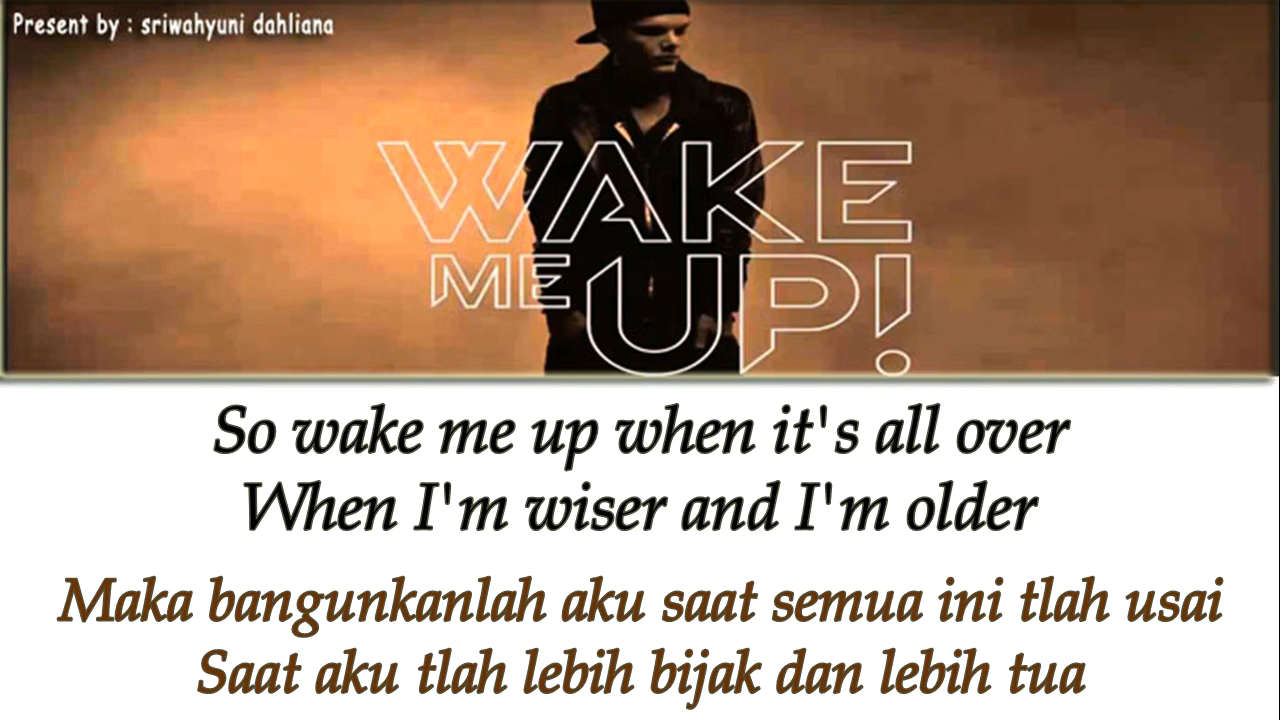 Present by : sriwahyuni dahliana
WAKE
ME UP!
So wake me up when it's all over
When I'm wiser and I'm older
Maka bangunkanlah aku saat semua ini tlah usai
Saat aku tlah lebih bijak dan lebih tua